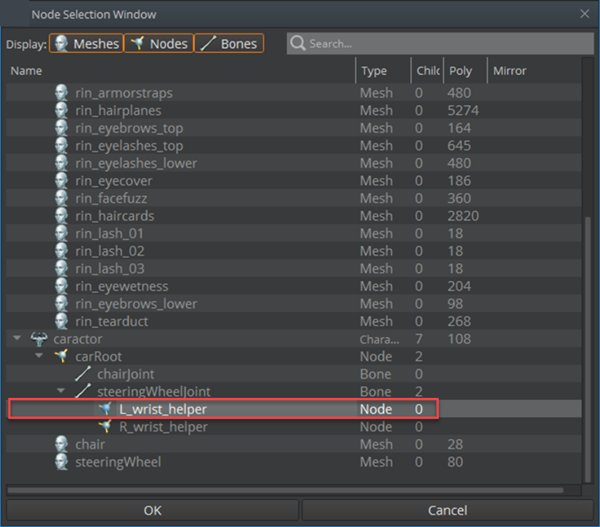 Node Selection Window
Display: Meshes Nodes Bones Search...
Name Type Chilc Poly Mirror
rin_armorstraps Mesh 0 480
rin_hairplanes Mesh 0 5274
rin_eyebrows_top Mesh 0 164
rin_eyelashes_top Mesh 0 645
rin_eyelashes_lower Mesh 0 480
rin_eyecover Mesh 0 186
rin_facefuzz Mesh 0 360
rin_haircards Mesh 0 2820
rin_lash_01 Mesh 0 18
rin_lash_02 Mesh 0 18
rin_lash_03 Mesh 0 18
rin_eyewetness Mesh 0 204
rin_eyebrows_lower Mesh 0 98
rin_tearduct Mesh 0 268
caractor Chara... 7 108
carRoot Node 2
chairJoint Bone 0
steeringWheelJoint Bone 2
L_wrist_helper Node 0
R_wrist_helper Node 0
chair Mesh 0 28
steeringWheel Mesh 0 80
OK Cancel